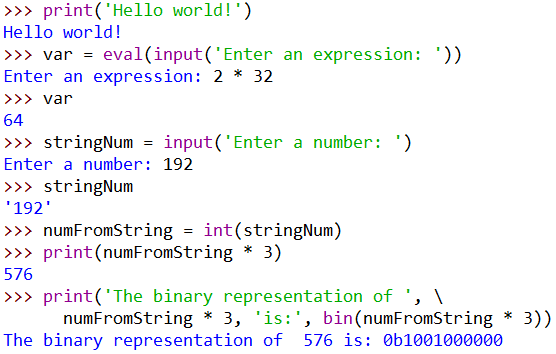 >>> print('Hello world!')
Hello world!
>>> var = eval(input('Enter an expression: '))
Enter an expression: 2 * 32
>>> var
64
>>> stringNum = input('Enter a number: ')
Enter a number: 192
>>> stringNum
'192'
>>> numFromString = int(stringNum)
>>> print(numFromString * 3)
576
>>> print('The binary representation of ', \
      numFromString * 3, 'is:', bin(numFromString * 3))
The binary representation of  576 is: 0b1001000000